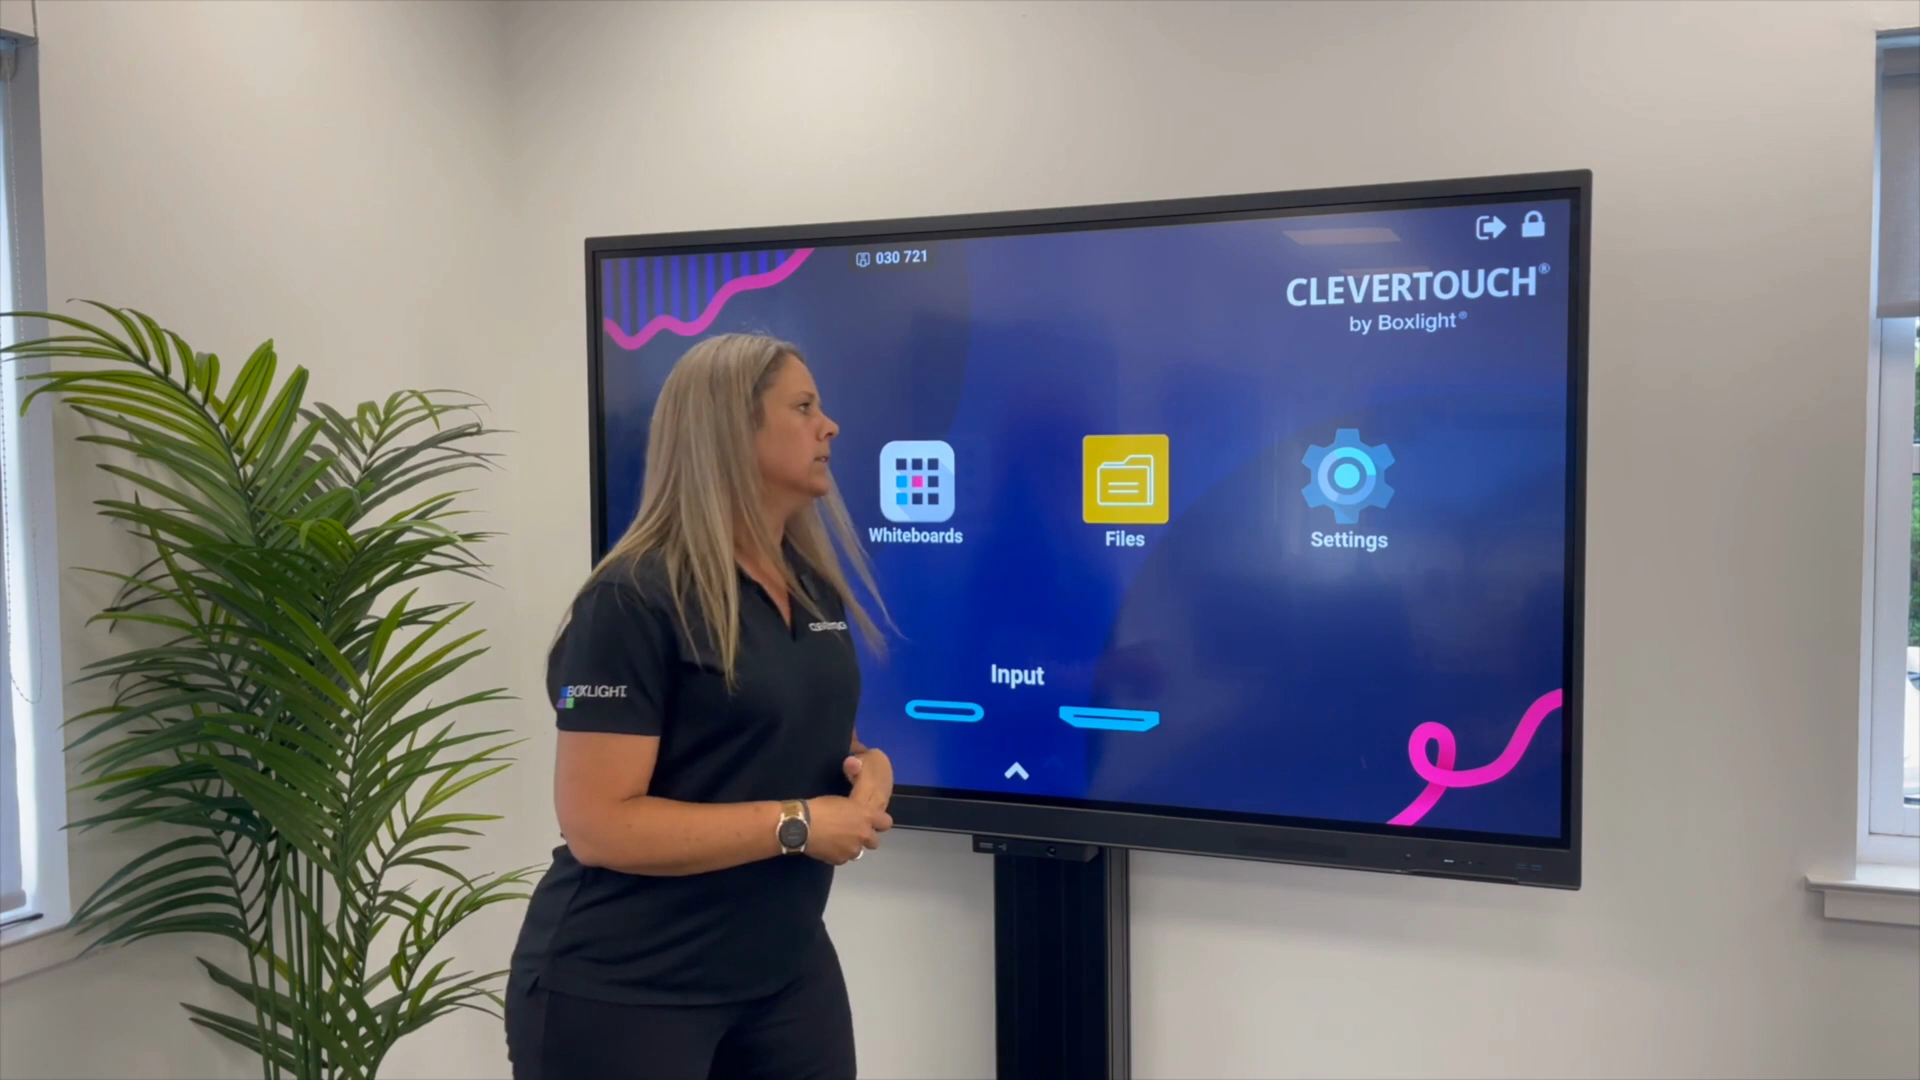 030 721
CLEVERTOUCH®
by Boxlight®
Whiteboards
Files
Settings
Input
BOXLIGHT